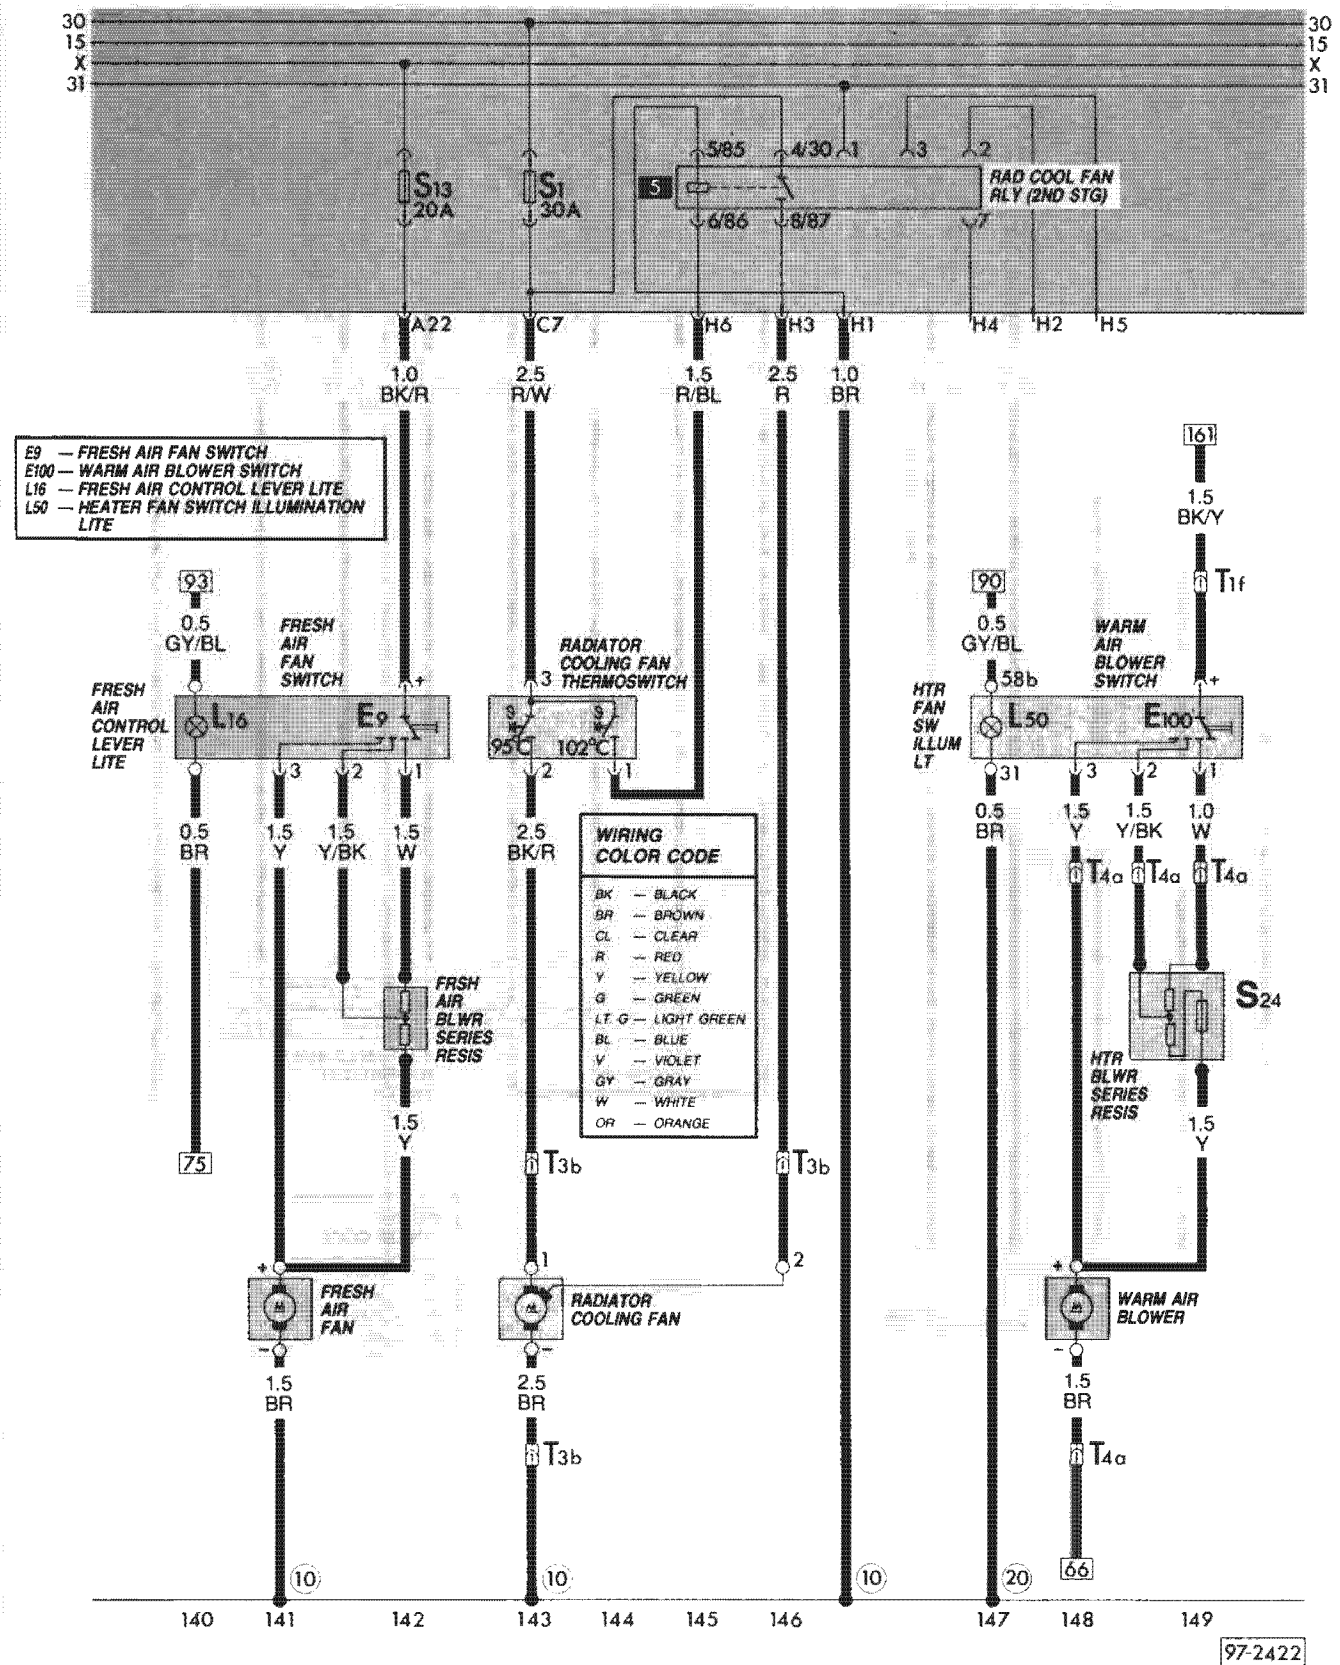 30 30
15 15
X X
31 31
S13
20A
S1
30A
5
5/85 4/30 1 3 2
6/86 8/87 7
RAD COOL FAN
RLY (2ND STG)
A22 C7 H6 H3 H1 H4 H2 H5
1.0
BK/R
2.5
R/W
1.5
R/BL
2.5
R
1.0
BR
E9 — FRESH AIR FAN SWITCH
E100 — WARM AIR BLOWER SWITCH
L16 — FRESH AIR CONTROL LEVER LITE
L50 — HEATER FAN SWITCH ILLUMINATION
LITE
161
1.5
BK/Y
T1f
93
0.5
GY/BL
FRESH
AIR
FAN
SWITCH
FRESH
AIR
CONTROL
LEVER
LITE
L16 E9
+
3 2 1
RADIATOR
COOLING FAN
THERMOSWITCH
3
95°C 102°C
2 1
90
0.5
GY/BL
58b
WARM
AIR
BLOWER
SWITCH
HTR
FAN
SW
ILLUM
LT
L50 E100
+
31 3 2 1
0.5
BR
1.5
Y
1.5
Y/BK
1.5
W
2.5
BK/R
0.5
BR
1.5
Y
1.5
Y/BK
1.0
W
T4a T4a T4a
WIRING
COLOR CODE
BK — BLACK
BR — BROWN
CL — CLEAR
R — RED
Y — YELLOW
G — GREEN
LT. G — LIGHT GREEN
BL — BLUE
V — VIOLET
GY — GRAY
W — WHITE
OR — ORANGE
FRSH
AIR
BLWR
SERIES
RESIS
S24
HTR
BLWR
SERIES
RESIS
1.5
Y
1.5
Y
75
T3b T3b
+ 1 2 +
M
FRESH
AIR
FAN
M
RADIATOR
COOLING FAN
M
WARM AIR
BLOWER
− − −
1.5
BR
2.5
BR
1.5
BR
T3b T4a
66
10 10 10 20
140 141 142 143 144 145 146 147 148 149
97-2422